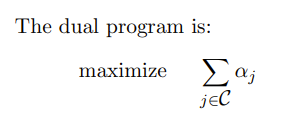 The dual program is:
maximize ∑ α_j
j∈𝒞